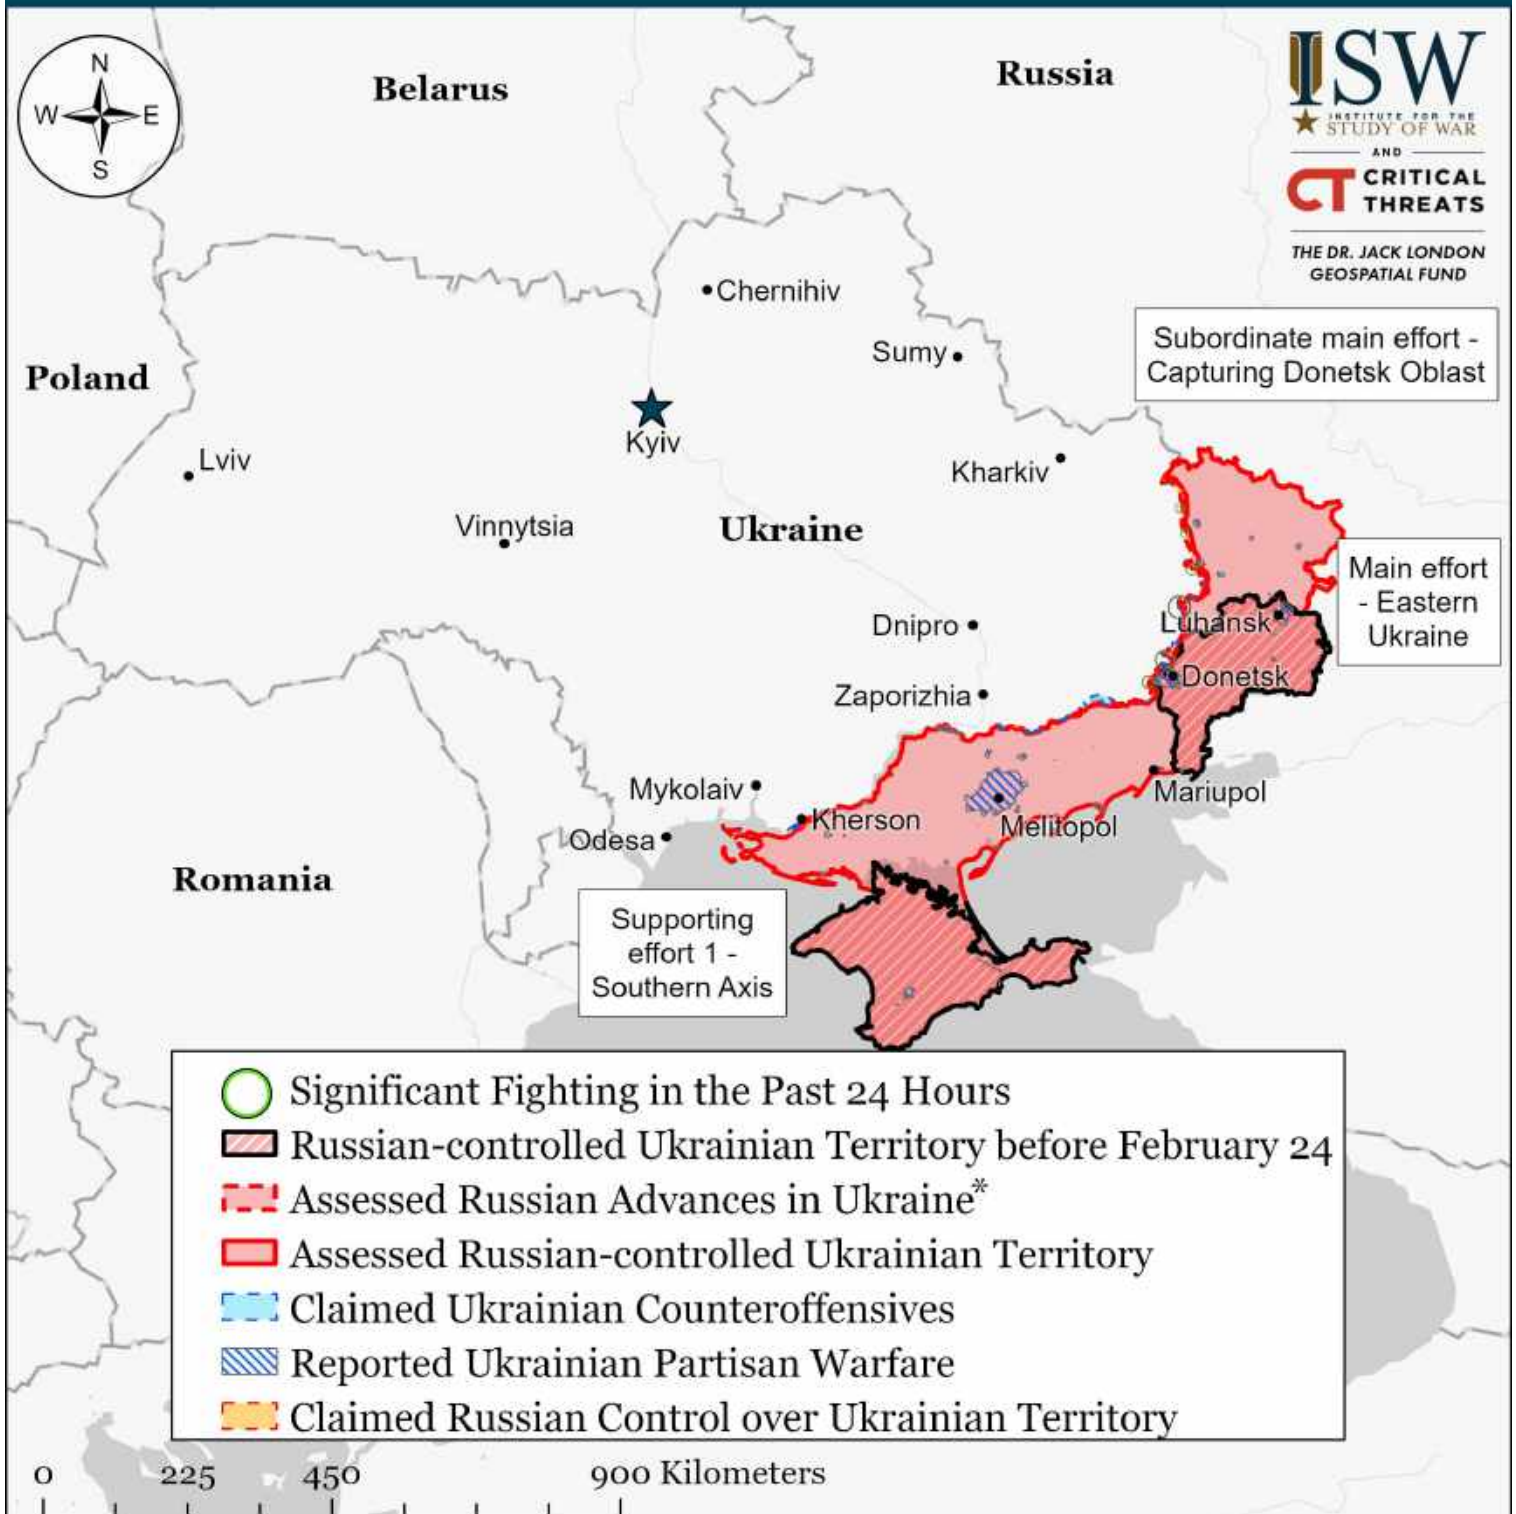 N
W E
S
Belarus
Russia
ISW
INSTITUTE FOR THE
STUDY OF WAR
AND
CT CRITICAL
THREATS
THE DR. JACK LONDON
GEOSPATIAL FUND
Chernihiv
Subordinate main effort -
Capturing Donetsk Oblast
Sumy
Poland
Kyiv
Lviv
Kharkiv
Vinnytsia
Ukraine
Main effort
- Eastern
Ukraine
Dnipro
Luhansk
Donetsk
Zaporizhia
Mykolaiv
Mariupol
Kherson
Melitopol
Odesa
Romania
Supporting
effort 1 -
Southern Axis
Significant Fighting in the Past 24 Hours
Russian-controlled Ukrainian Territory before February 24
Assessed Russian Advances in Ukraine*
Assessed Russian-controlled Ukrainian Territory
Claimed Ukrainian Counteroffensives
Reported Ukrainian Partisan Warfare
Claimed Russian Control over Ukrainian Territory
0 225 450 900 Kilometers